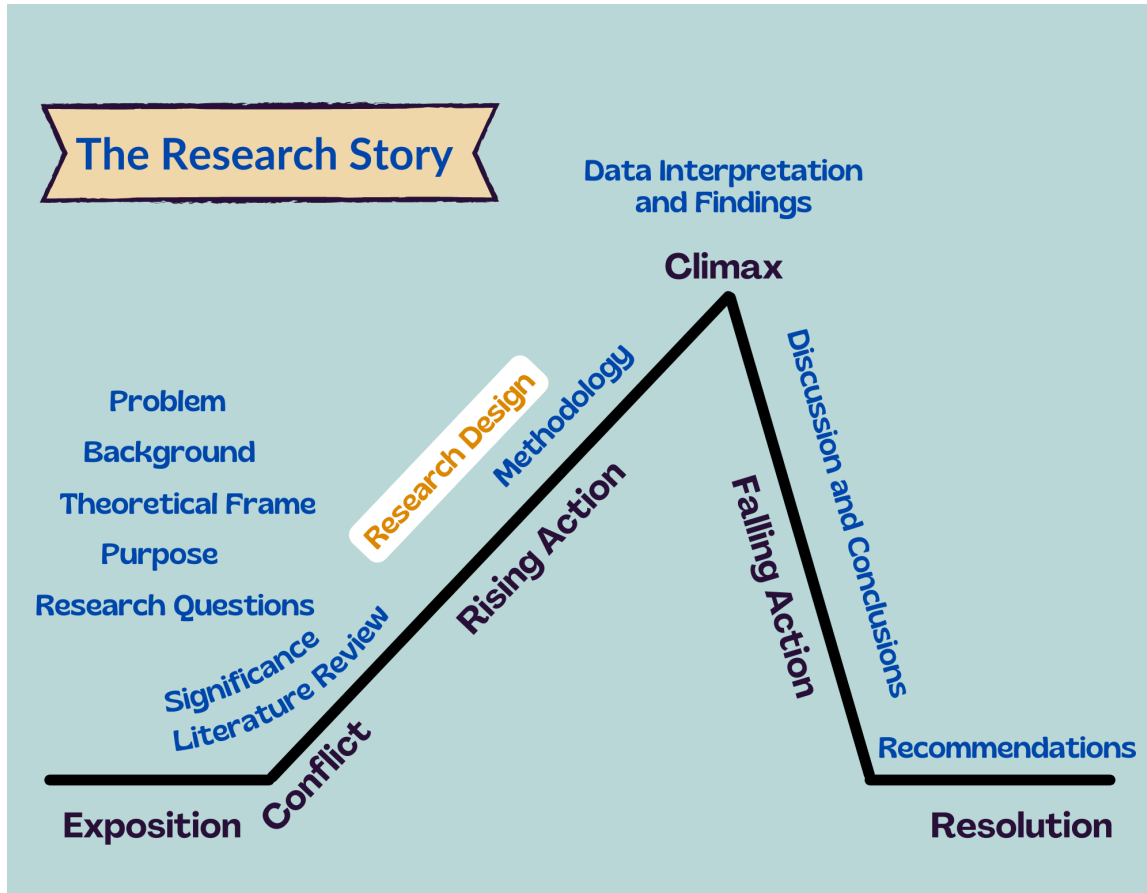 The Research Story
Data Interpretation
and Findings
Climax
Problem
Background
Theoretical Frame
Purpose
Research Questions
Significance
Literature Review
Research Design
Methodology
Rising Action
Conflict
Exposition
Falling Action
Discussion and Conclusions
Recommendations
Resolution